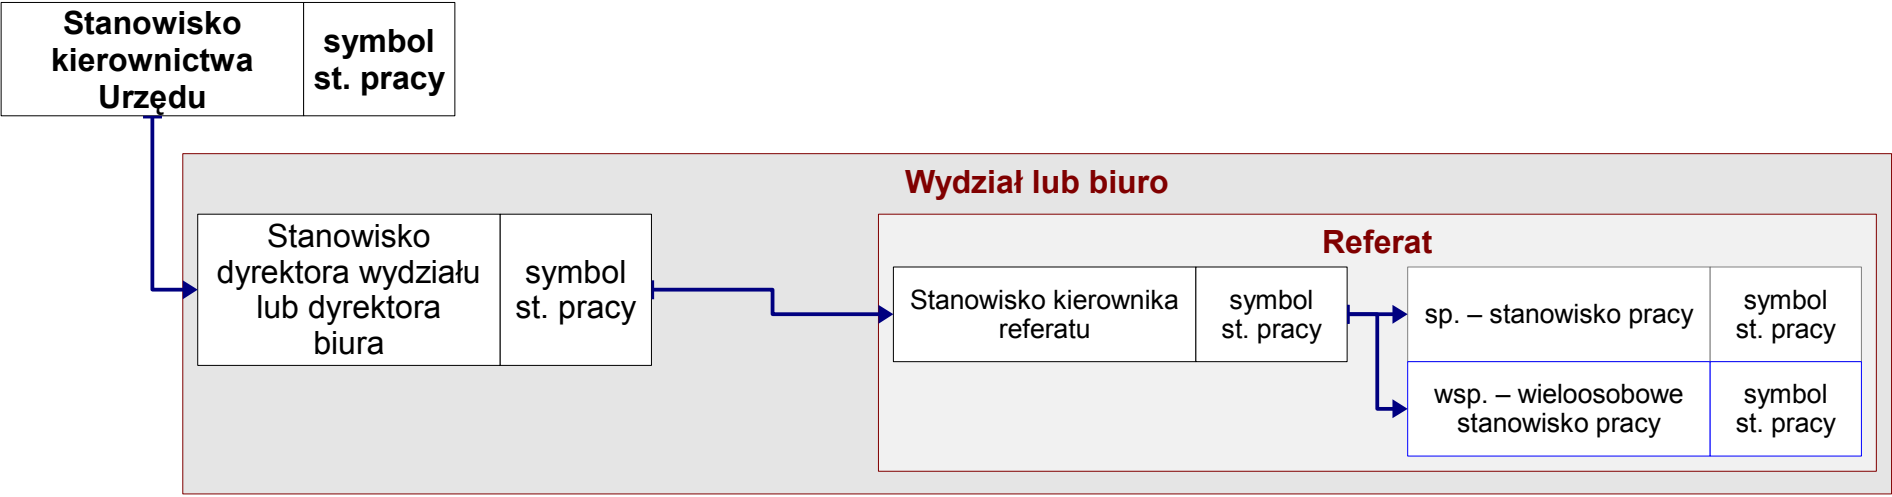 Stanowisko
kierownictwa
Urzędu
symbol
st. pracy
Wydział lub biuro
Stanowisko
dyrektora wydziału
lub dyrektora
biura
symbol
st. pracy
Referat
Stanowisko kierownika
referatu
symbol
st. pracy
sp. – stanowisko pracy
symbol
st. pracy
wsp. – wieloosobowe
stanowisko pracy
symbol
st. pracy